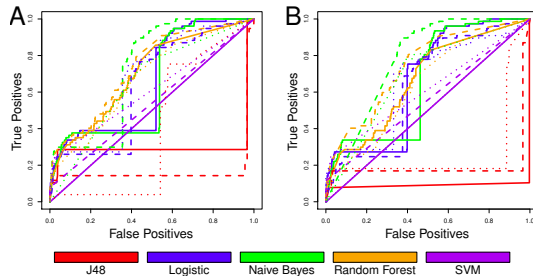 A
B
True Positives
1.0
0.8
0.6
0.4
0.2
0.0
0.0 0.2 0.4 0.6 0.8 1.0
False Positives
True Positives
1.0
0.8
0.6
0.4
0.2
0.0
0.0 0.2 0.4 0.6 0.8 1.0
False Positives
J48 Logistic Naive Bayes Random Forest SVM